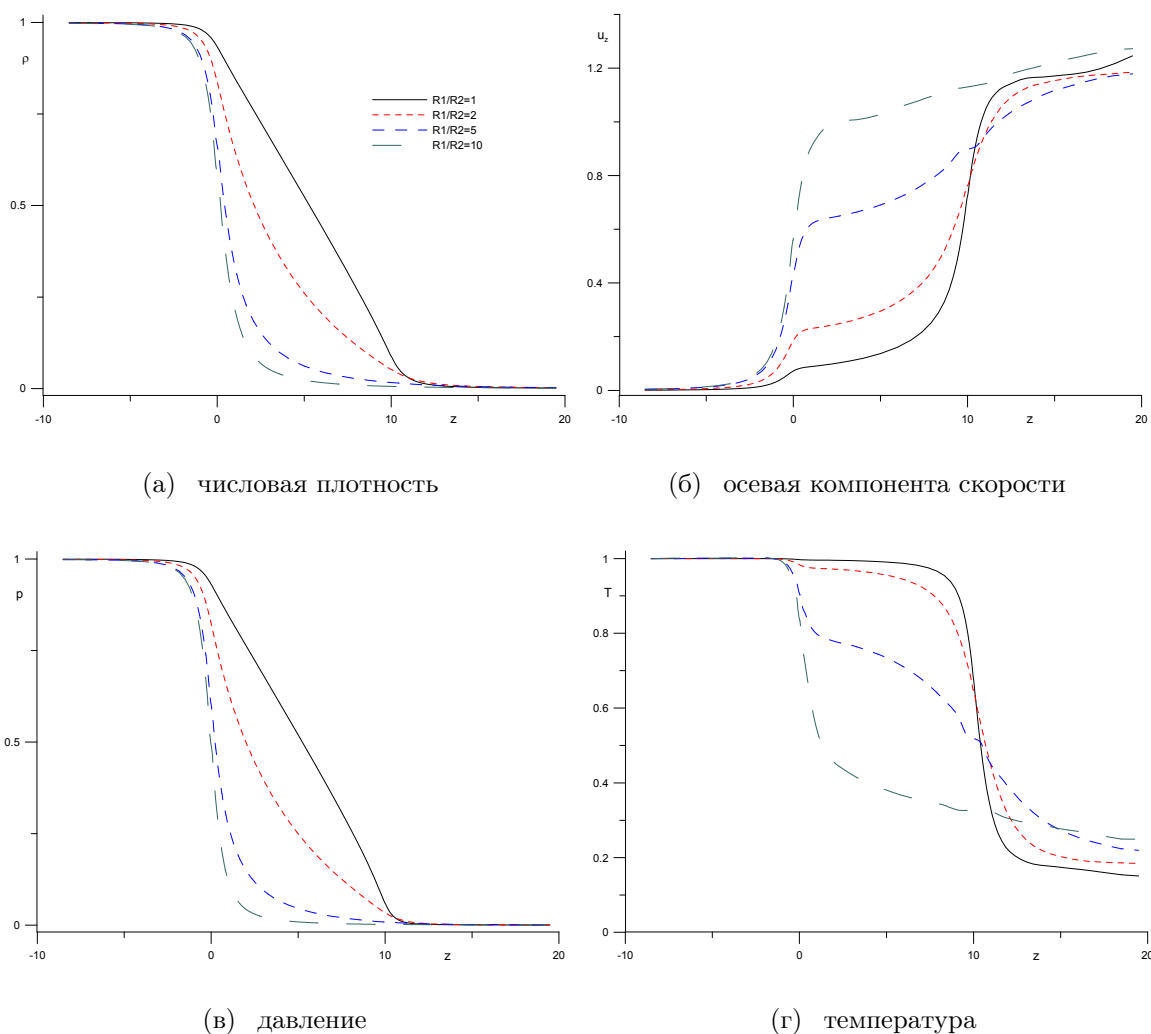 1
ρ
0.5
0
-10
0
10
z
20
R1/R2=1
R1/R2=2
R1/R2=5
R1/R2=10
(а) числовая плотность
u_z
1.2
0.8
0.4
0
-10
0
10
z
20
(б) осевая компонента скорости
1
p
0.5
0
-10
0
10
z
20
(в) давление
1
T
0.8
0.6
0.4
0.2
0
-10
0
10
z
20
(г) температура